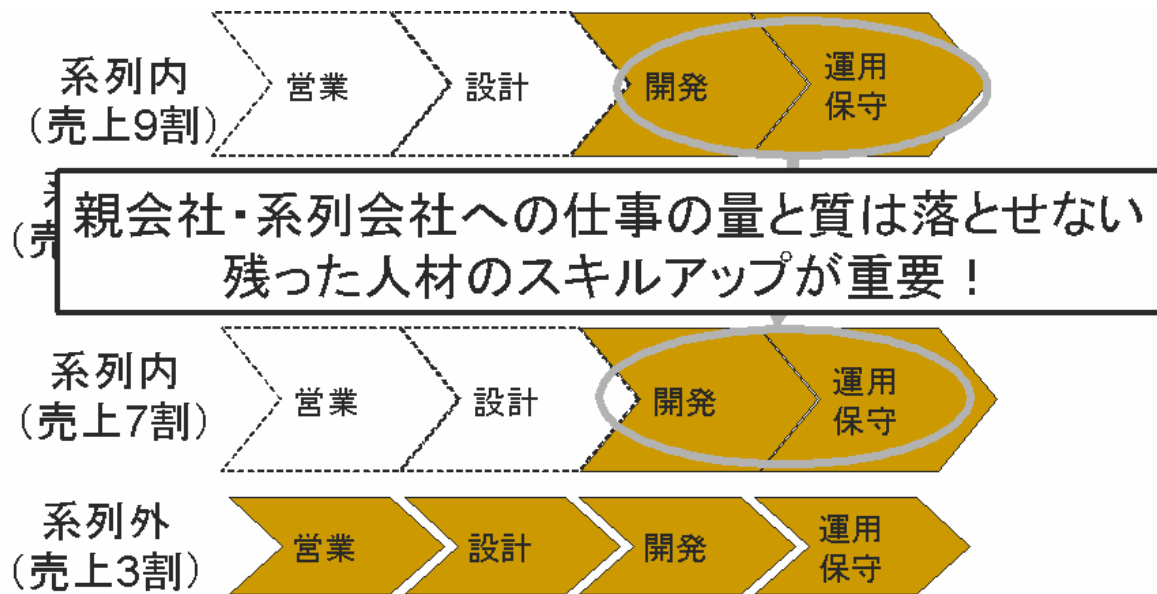 系列内
(売上9割)
営業
設計
開発
運用
保守
(売
親会社・系列会社への仕事の量と質は落とせない
残った人材のスキルアップが重要！
系列内
(売上7割)
営業
設計
開発
運用
保守
系列外
(売上3割)
営業
設計
開発
運用
保守